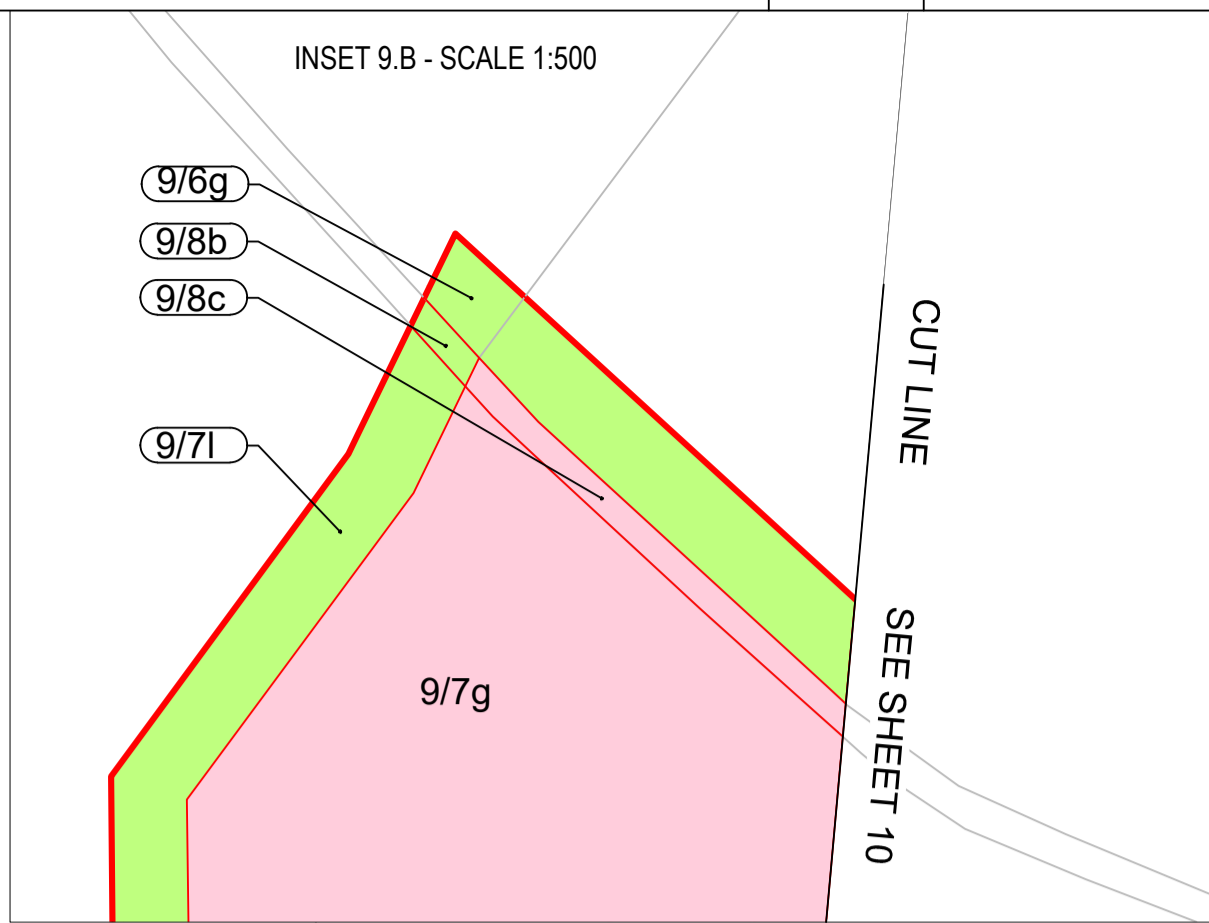 INSET 9.B - SCALE 1:500
9/6g
9/8b
9/8c
9/7l
9/7g
CUT LINE
SEE SHEET 10